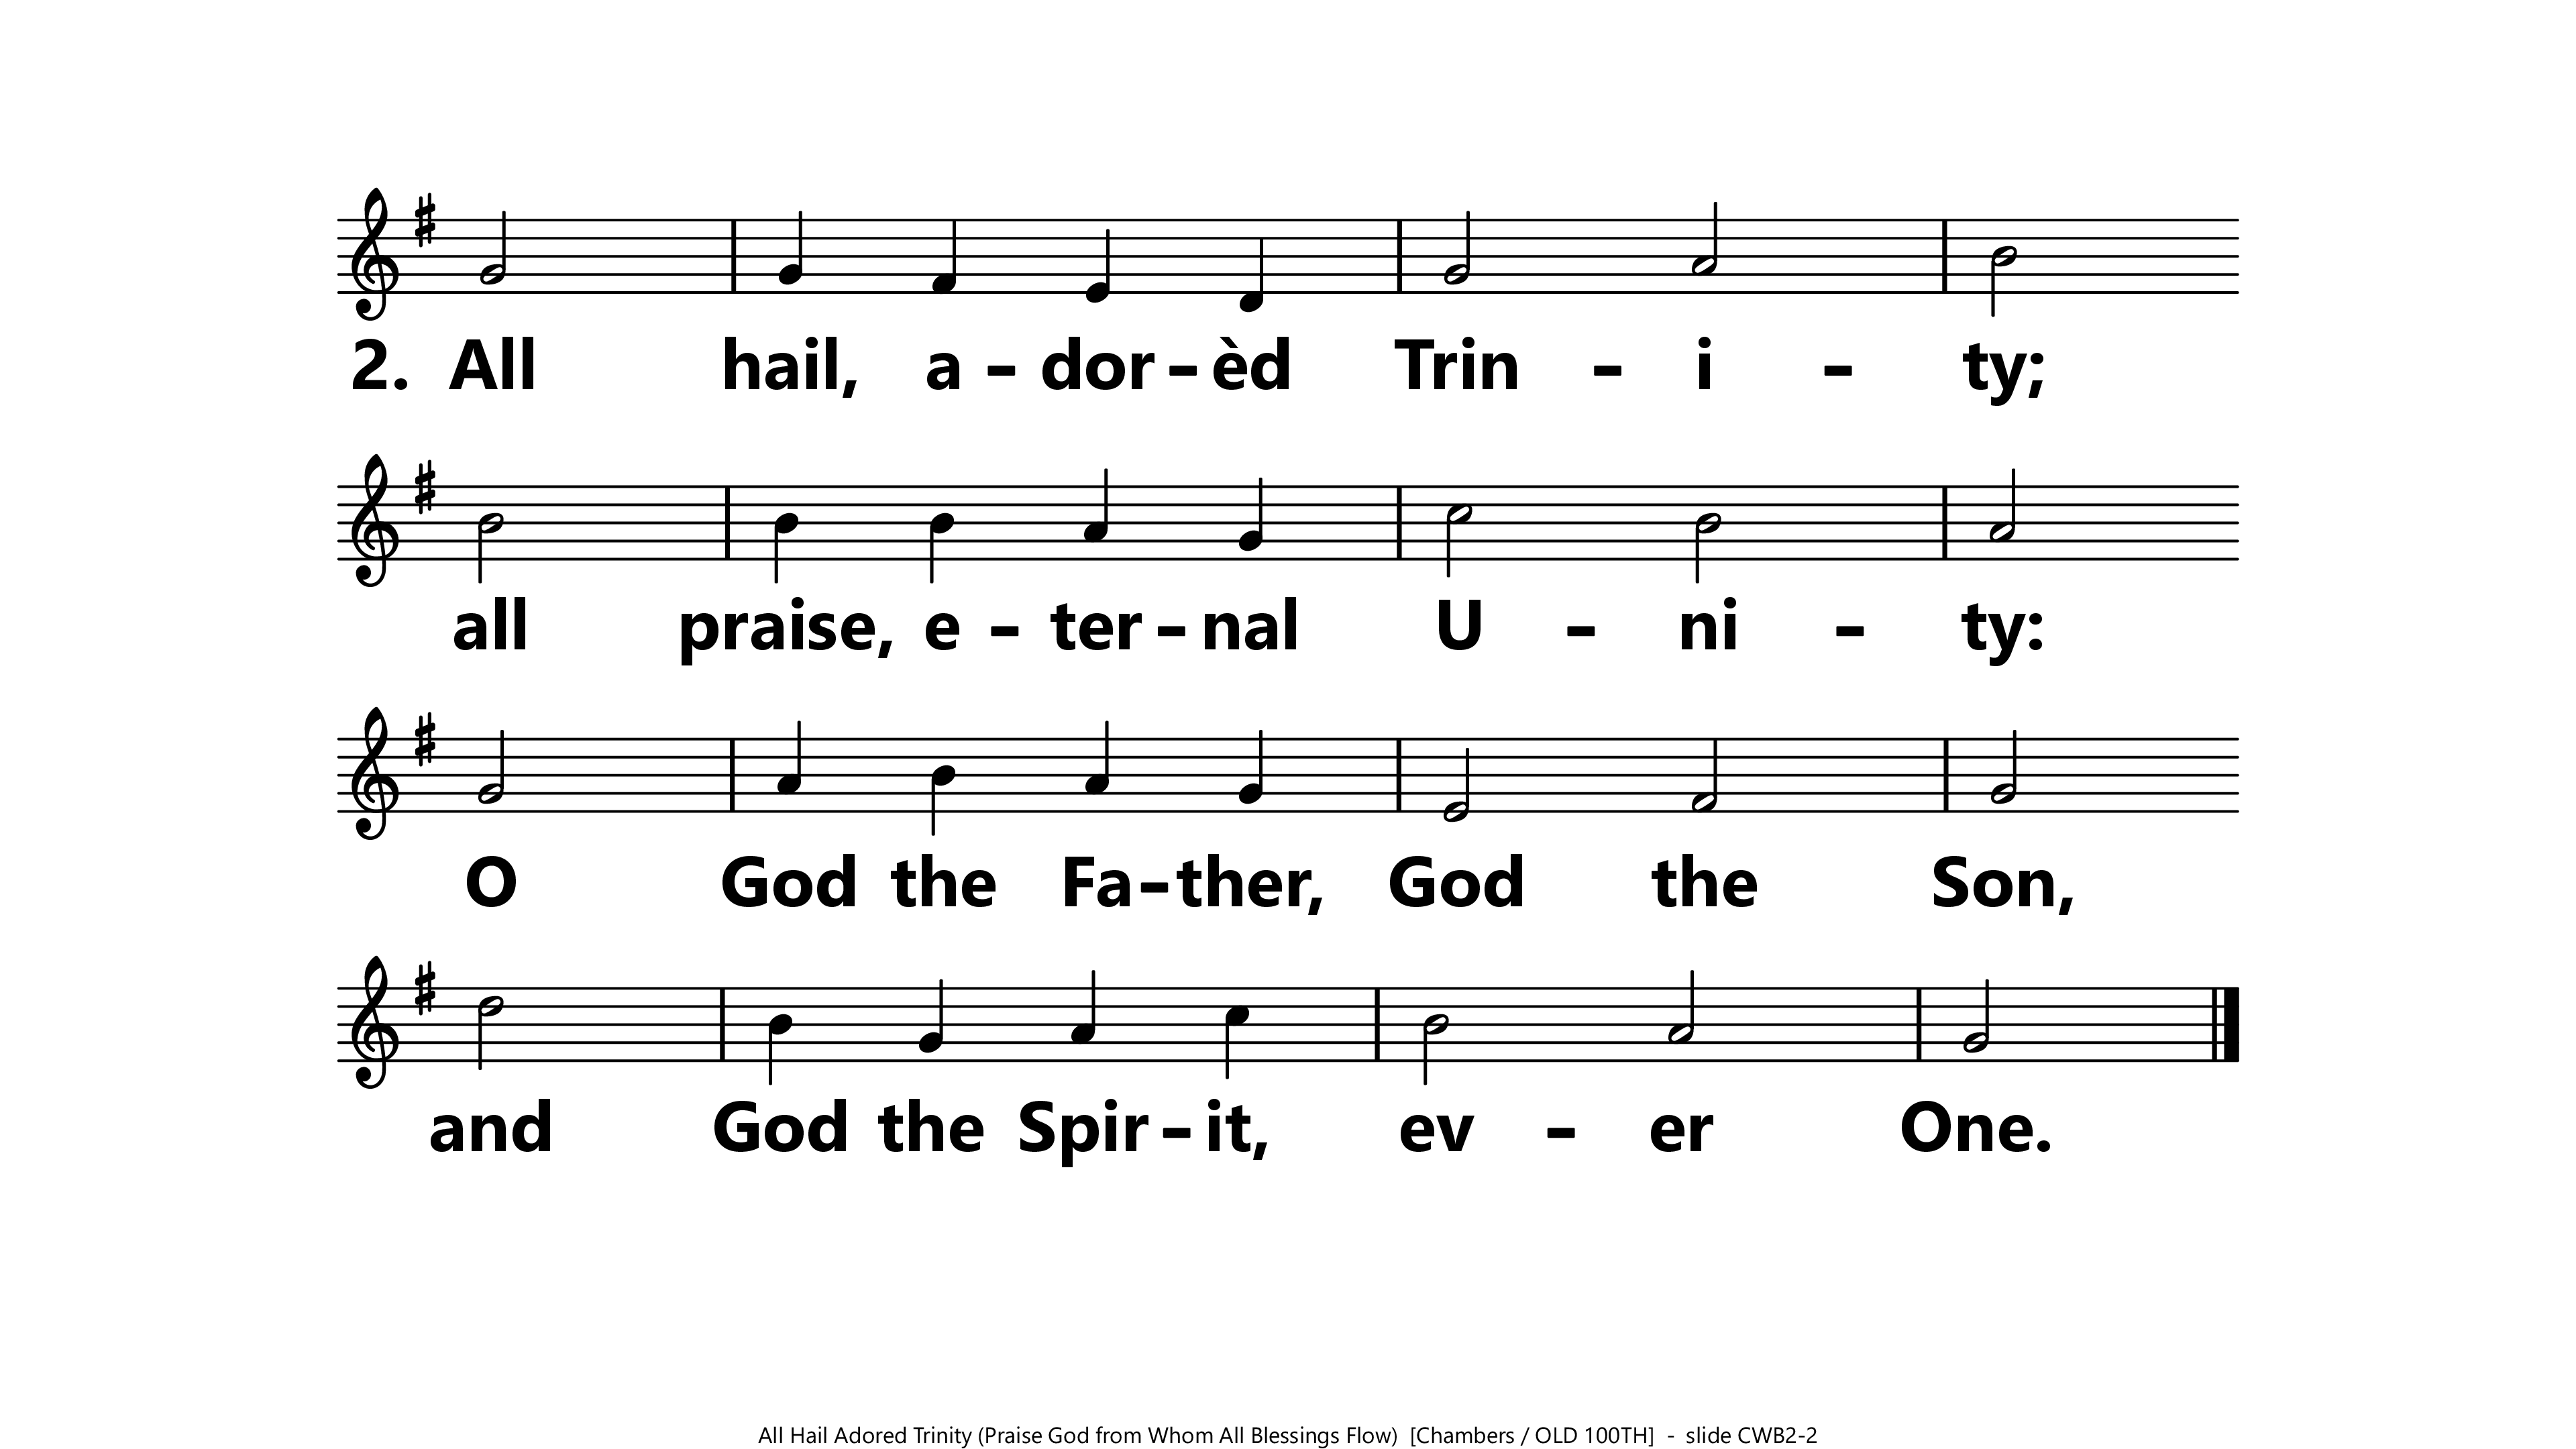 2. All hail, a - dor - èd Trin - i - ty;
all praise, e - ter - nal U - ni - ty:
O God the Fa - ther, God the Son,
and God the Spir - it, ev - er One.
All Hail Adored Trinity (Praise God from Whom All Blessings Flow) [Chambers / OLD 100TH] - slide CWB2-2